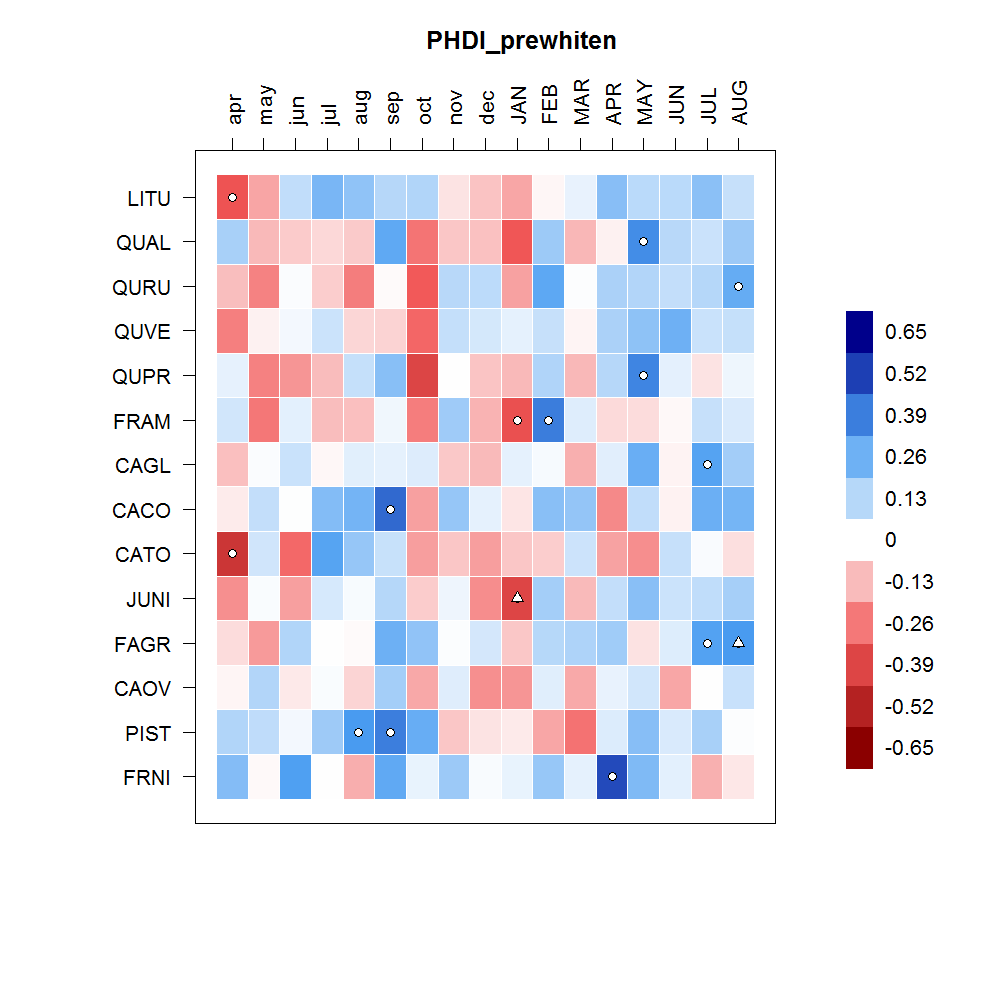 PHDI_prewhiten
apr may jun jul aug sep oct nov dec JAN FEB MAR APR MAY JUN JUL AUG
LITU
QUAL
QURU
QUVE
QUPR
FRAM
CAGL
CACO
CATO
JUNI
FAGR
CAOV
PIST
FRNI
0.65
0.52
0.39
0.26
0.13
0
-0.13
-0.26
-0.39
-0.52
-0.65